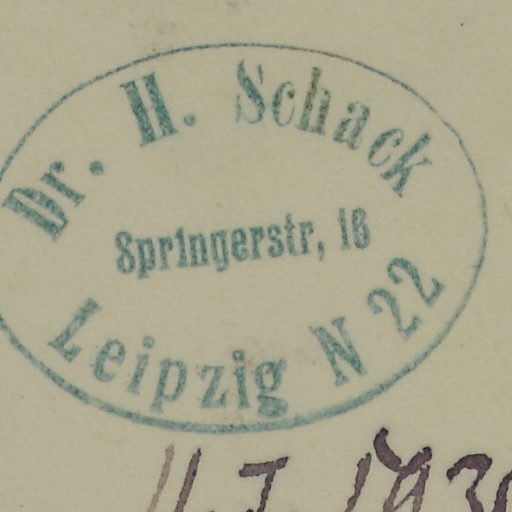 Dr. H. Schack
Springerstr, 16
Leipzig N 22